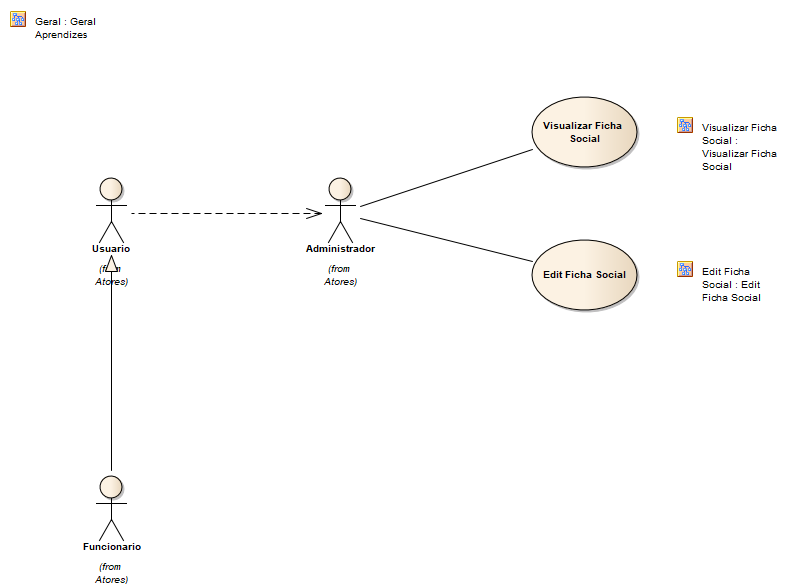 Geral : Geral
Aprendizes
Visualizar Ficha
Social
Visualizar Ficha
Social :
Visualizar Ficha
Social
Usuario
(from
Atores)
Administrador
(from
Atores)
Edit Ficha Social
Edit Ficha
Social : Edit
Ficha Social
Funcionario
(from
Atores)